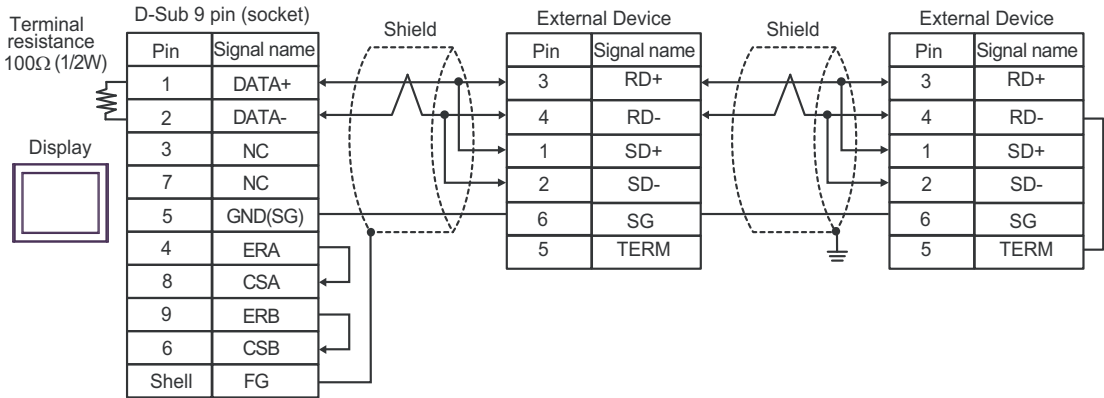 Terminal
resistance
100Ω (1/2W)
Display
D-Sub 9 pin (socket)
Pin Signal name
1 DATA+
2 DATA-
3 NC
7 NC
5 GND(SG)
4 ERA
8 CSA
9 ERB
6 CSB
Shell FG
Shield
External Device
Pin Signal name
3 RD+
4 RD-
1 SD+
2 SD-
6 SG
5 TERM
Shield
External Device
Pin Signal name
3 RD+
4 RD-
1 SD+
2 SD-
6 SG
5 TERM